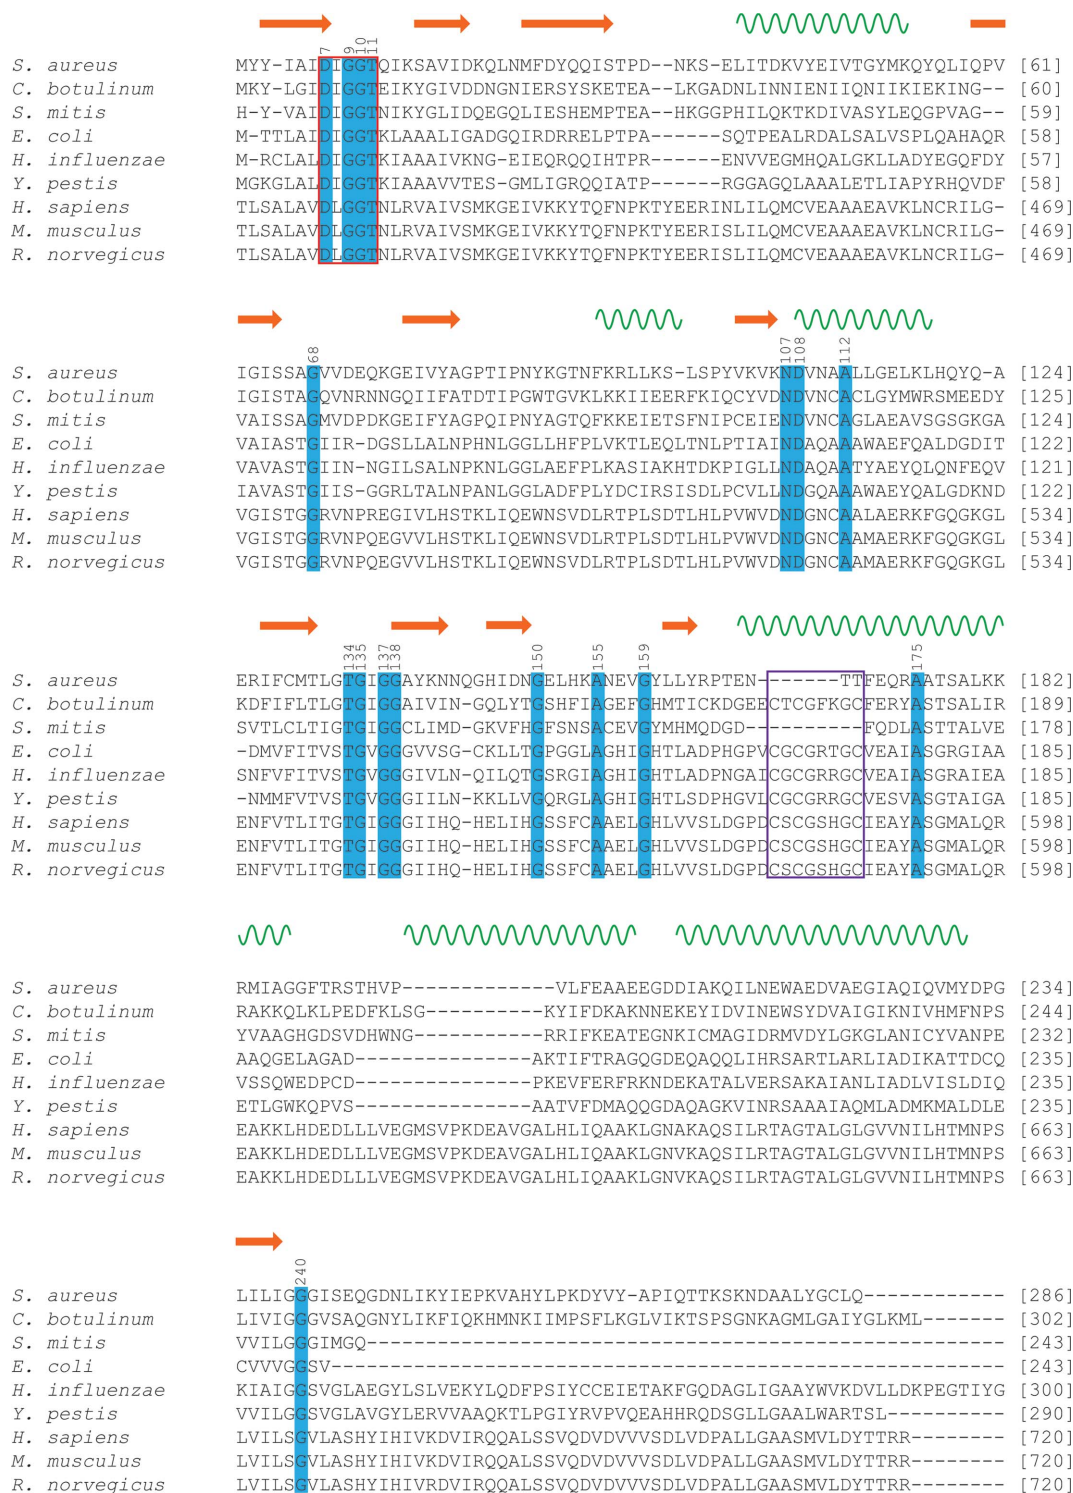 7 9 10 11
S. aureus MYY-IAIDIGGTQIKSAVIDKQLNMFDYQQISTPD--NKS-ELITDKVYEIVTGYMKQYQLIQPV [61]
C. botulinum MKY-LGIDIGGTEIKYGIVDDNGNIERSYSKETEA--LKGADNLINNIENIIQNIIKIEKING-- [60]
S. mitis H-Y-VAIDIGGTNIKYGLIDQEGQLIESHEMPTEA-HKGGPHILQKTKDIVASYLEQGPVAG-- [59]
E. coli M-TTLAIDIGGTKLAAALIGADGQIRDRRELPTPA------SQTPEALRDALSALVSPLQAHAQR [58]
H. influenzae M-RCLALDIGGTKIAAAIVKNG-EIEQRQQIHTPR------ENVVEGMHQALGKLLADYEGQFDY [57]
Y. pestis MGKGLALDIGGTKIAAAVVTES-GMLIGRQQIATP------RGGAGQLAAALETLIAPYRHQVDF [58]
H. sapiens TLSALAVDLGGTNLRVAIVSMKGEIVKKYTQFNPKTYEERINLILQMCVEAAAEAVKLNCRILG- [469]
M. musculus TLSALAVDLGGTNLRVAIVSMKGEIVKKYTQFNPKTYEERISLILQMCVEAAAEAVKLNCRILG- [469]
R. norvegicus TLSALAVDLGGTNLRVAIVSMKGEIVKKYTQFNPKTYEERISLILQMCVEAAAEAVKLNCRILG- [469]
68 107 108 112
S. aureus IGISSAGVVDEQKGEIVYAGPTIPNYKGTNFKRLLKS-LSPYVKVKNDVNAALLGELKLHQYQ-A [124]
C. botulinum IGISTAGQVNRNNGQIIFATDTIPGWTGVKLKKIIEERFKIQCYVDNDVNCACLGYMWRSMEEDY [125]
S. mitis VAISSAGMVDPDKGEIFYAGPQIPNYAGTQFKKEIETSFNIPCEIENDVNCAGLAEAVSGSGKGA [124]
E. coli VAIASTGIIR-DGSLLALNPHNLGGLLHFPLVKTLEQLTNLPTIAINDAQAAAWAEFQALDGDIT [122]
H. influenzae VAVASTGIIN-NGILSALNPKNLGGLAEFPLKASIAKHTDKPIGLLNDAQAATYAEYQLQNFEQV [121]
Y. pestis IAVASTGIIS-GGRLTALNPANLGGLADFPLYDCIRSISDLPCVLLNDGQAAAWAEYQALGDKND [122]
H. sapiens VGISTGGRVNPREGIVLHSTKLIQEWNSVDLRTPLSDTLHLPVWVDNDGNCAALAERKFGQGKGL [534]
M. musculus VGISTGGRVNPQEGVVLHSTKLIQEWNSVDLRTPLSDTLHLPVWVDNDGNCAAMAERKFGQGKGL [534]
R. norvegicus VGISTGGRVNPQEGVVLHSTKLIQEWNSVDLRTPLSDTLHLPVWVDNDGNCAAMAERKFGQGKGL [534]
134 135 137 138 150 155 159 175
S. aureus ERIFCMTLGTGIGGAYKNNQGHIDNGELHKANEVGYLLYRPTEN-------TTFEQRAATSALKK [182]
C. botulinum KDFIFLTLGTGIGGAIVIN-GQLYTGSHFIAGEFGHMTICKDGEECTCGFKGCFERYASTSALIR [189]
S. mitis SVTLCLTIGTGIGGCLIMD-GKVFHGFSNSACEVGYMHMQDGD----------FQDLASTTALVE [178]
E. coli -DMVFITVSTGVGGGVVSG-CKLLTGPGGLAGHIGHTLADPHGPVCGCGRTGCVEAIASGRGIAA [185]
H. influenzae SNFVFITVSTGVGGGIVLN-QILQTGSRGIAGHIGHTLADPNGAICGCGRRGCVEAIASGRAIEA [185]
Y. pestis -NMMFVTVSTGVGGGIILN-KKLLVGQRGLAGHIGHTLSDPHGVLCGCGRRGCVESVASGTAIGA [185]
H. sapiens ENFVTLITGTGIGGGIIHQ-HELIHGSSFCAAELGHLVVSLDGPDCSCGSHGCIEAYASGMALQR [598]
M. musculus ENFVTLITGTGIGGGIIHQ-HELIHGSSFCAAELGHLVVSLDGPDCSCGSHGCIEAYASGMALQR [598]
R. norvegicus ENFVTLITGTGIGGGIIHQ-HELIHGSSFCAAELGHLVVSLDGPDCSCGSHGCIEAYASGMALQR [598]
S. aureus RMIAGGFTRSTHVP-------------VLFEAAEEGDDIAKQILNEWAEDVAEGIAQIQVMYDPG [234]
C. botulinum RAKKQLKLPEDFKLSG----------KYIFDKAKNNEKEYIDVINEWSYDVAIGIKNIVHMFNPS [244]
S. mitis YVAAGHGDSVDHWNG-----------RRIFKEATEGNKICMAGIDRMVDYLGKGLANICYVANPE [232]
E. coli AAQGELAGAD---------------AKTIFTRAGQGDEQAQQLIHRSARTLARLIADIKATTDCQ [235]
H. influenzae VSSQWEDPCD---------------PKEVFERFRKNDEKATALVERSAKAIANLIADLVISLDIQ [235]
Y. pestis ETLGWKQPVS---------------AATVFDMAQQGDAQAGKVINRSAAAIAQMLADMKMALDLE [235]
H. sapiens EAKKLHDEDLLLVEGMSVPKDEAVGALHLIQAAKLGNAKAQSILRTAGTALGLGVVNILHTMNPS [663]
M. musculus EAKKLHDEDLLLVEGMSVPKDEAVGALHLIQAAKLGNVKAQSILRTAGTALGLGVVNILHTMNPS [663]
R. norvegicus EAKKLHDEDLLLVEGMSVPKDEAVGALHLIQAAKLGNVKAQSILRTAGTALGLGVVNILHTMNPS [663]
240
S. aureus LILIGGGISEQGDNLIKYIEPKVAHYLPKDYVY-APIQTTKSKNDAALYGCLQ------------ [286]
C. botulinum LIVIGGGVSAQGNYLIKFIQKHMNKIIMPSFLKGLVIKTSPSGNKAGMLGAIYGLKML------- [302]
S. mitis VVILGGGIMGQ------------------------------------------------------ [243]
E. coli CVVVGGSV--------------------------------------------------------- [243]
H. influenzae KIAIGGSVGLAEGYLSLVEKYLQDFPSIYCCEIETAKFGQDAGLIGAAYWVKDVLLDKPEGTIYG [300]
Y. pestis VVILGGSVGLAVGYLERVVAAQKTLPGIYRVPVQEAHHRQDSGLLGAALWARTSL---------- [290]
H. sapiens LVILSGVLASHYIHIVKDVIRQQALSSVQDVDVVVSDLVDPALLGAASMVLDYTTRR-------- [720]
M. musculus LVILSGVLASHYIHIVKDVIRQQALSSVQDVDVVVSDLVDPALLGAASMVLDYTTRR-------- [720]
R. norvegicus LVILSGVLASHYIHIVRDVIRQQALSSVQDVDVVVSDLVDPALLGAASMVLDYTTRR-------- [720]